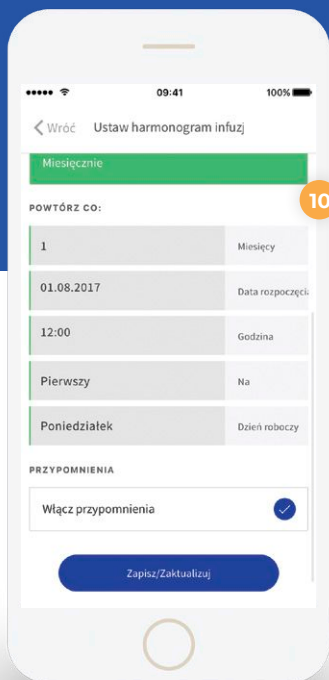 09:41
100%
Wróć Ustaw harmonogram infuzj
Miesięcznie
10
POWTÓRZ CO:
1 Miesięcy
01.08.2017 Data rozpoczęci
12:00 Godzina
Pierwszy Na
Poniedziałek Dzień roboczy
PRZYPOMNIENIA
Włącz przypomnienia
Zapisz/Zaktualizuj